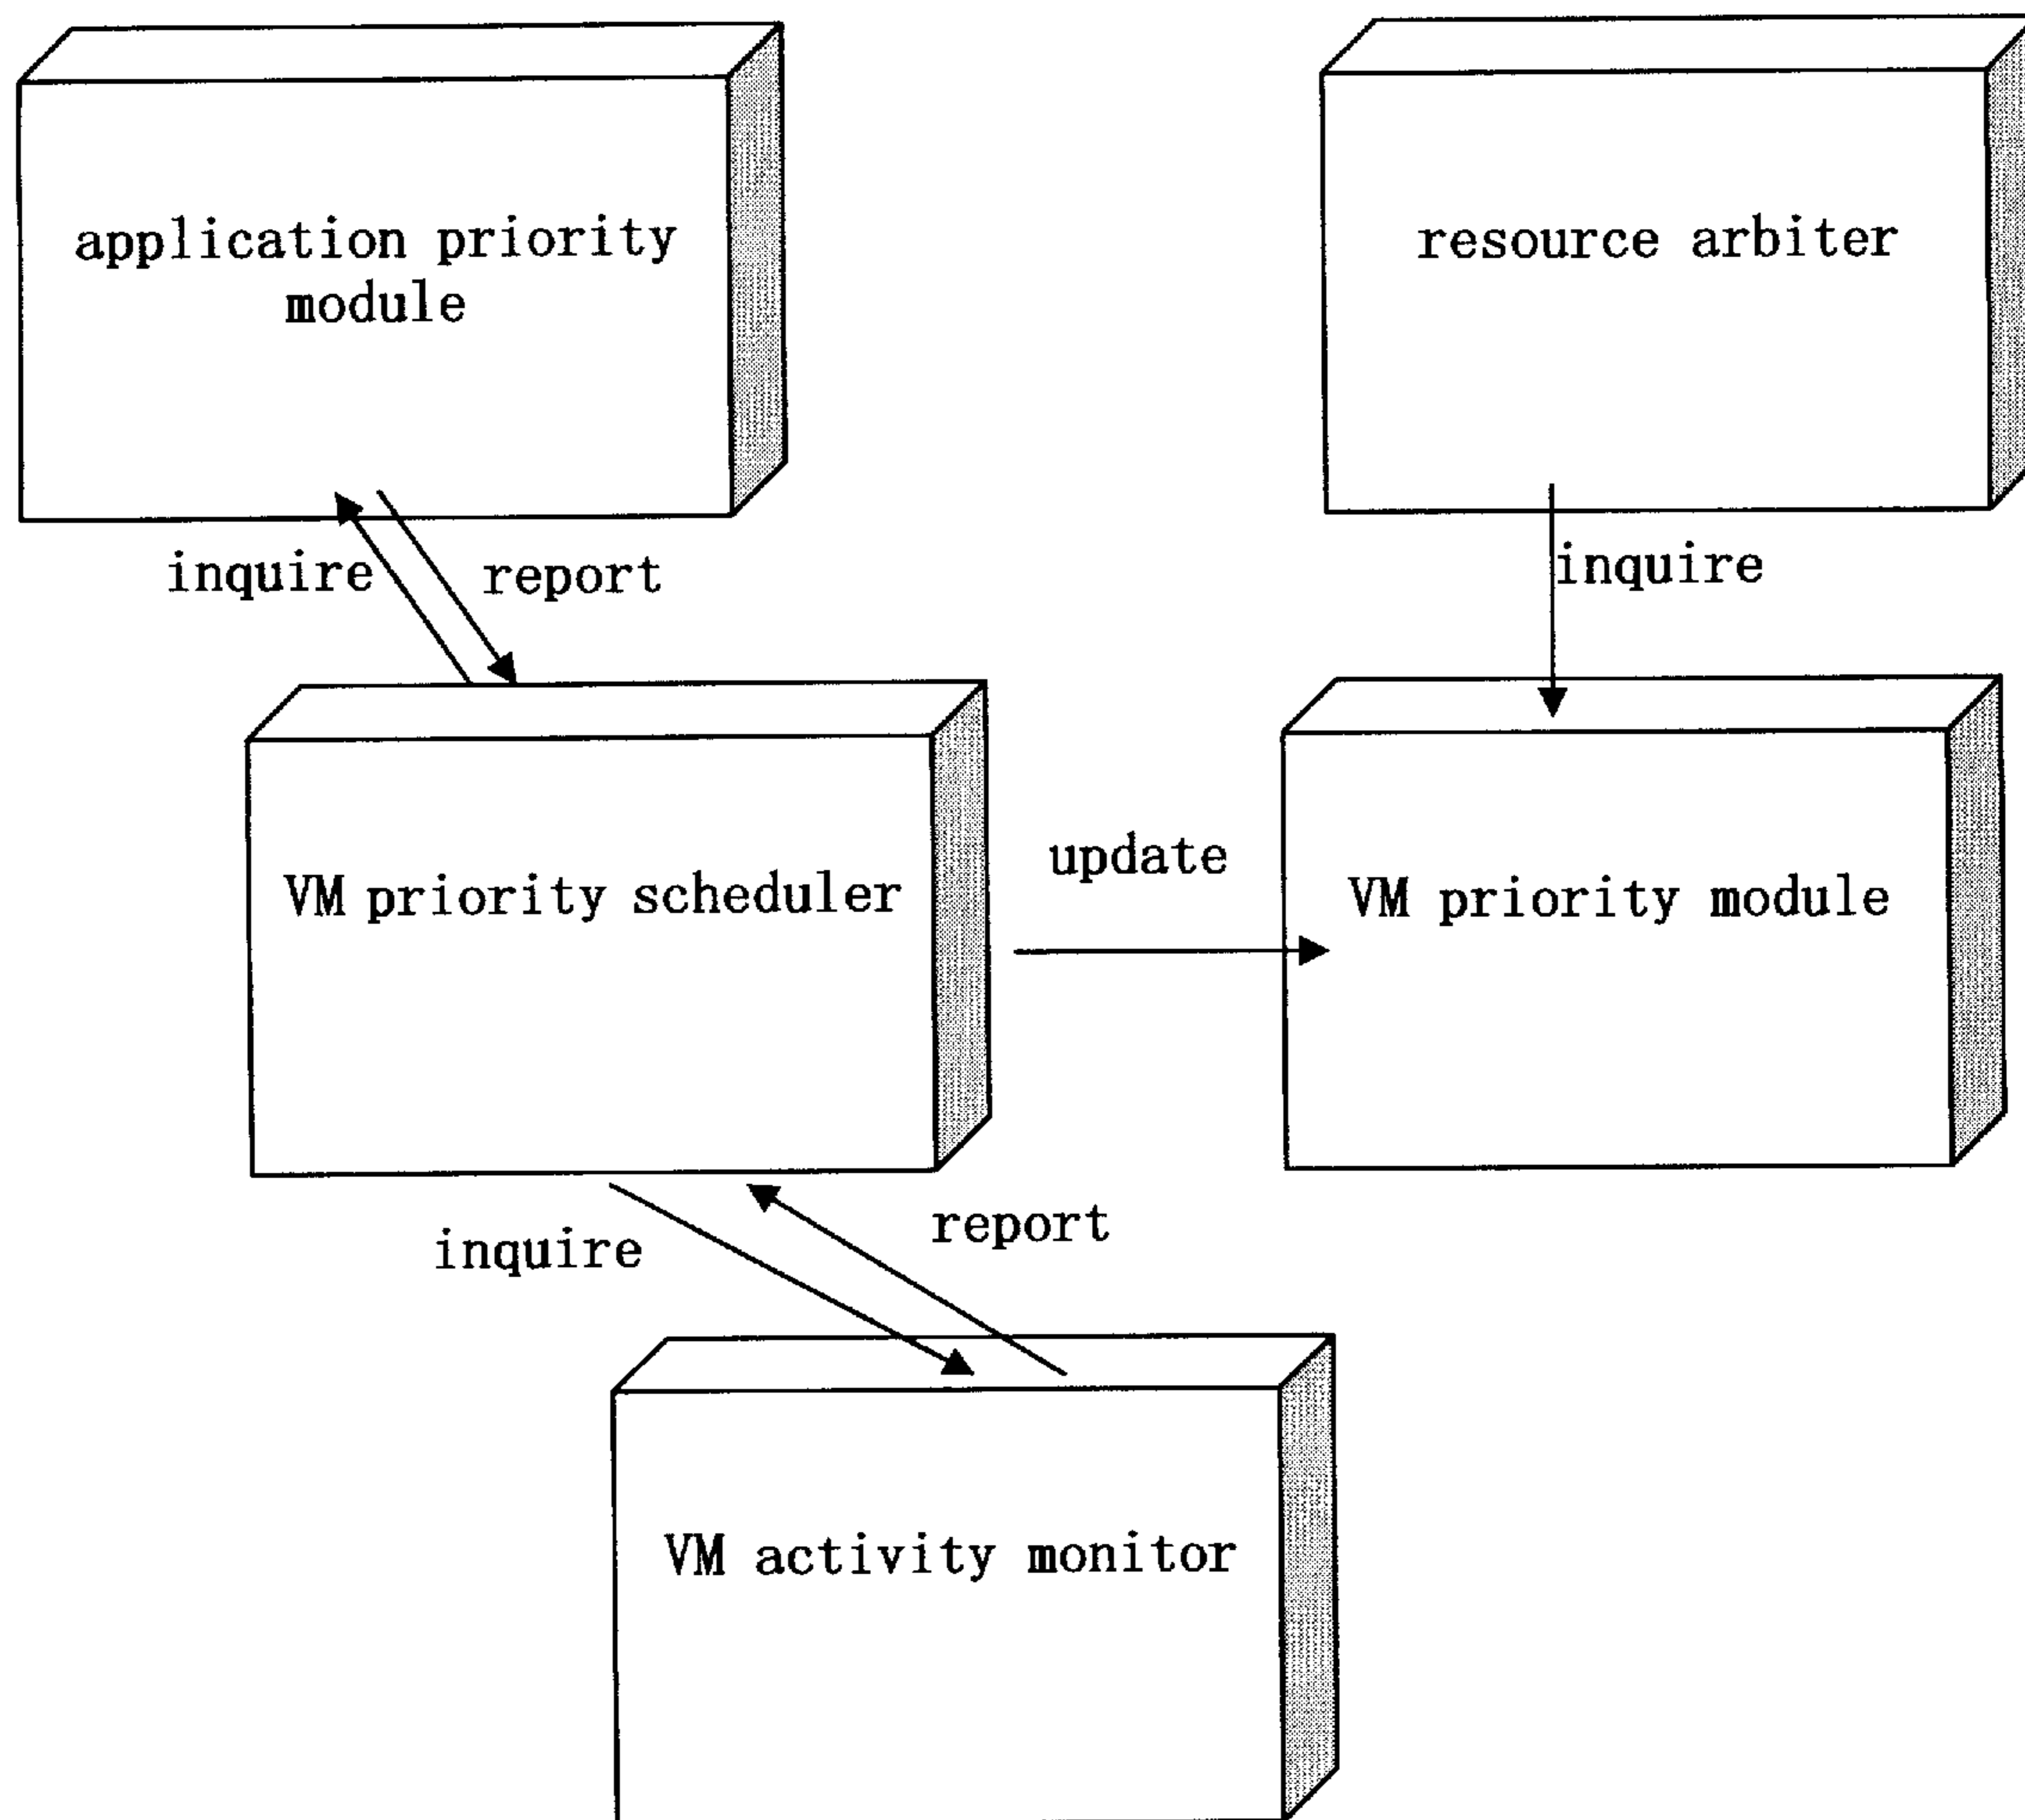 application priority
module
resource arbiter
inquire
report
inquire
VM priority scheduler
update
VM priority module
inquire
report
VM activity monitor